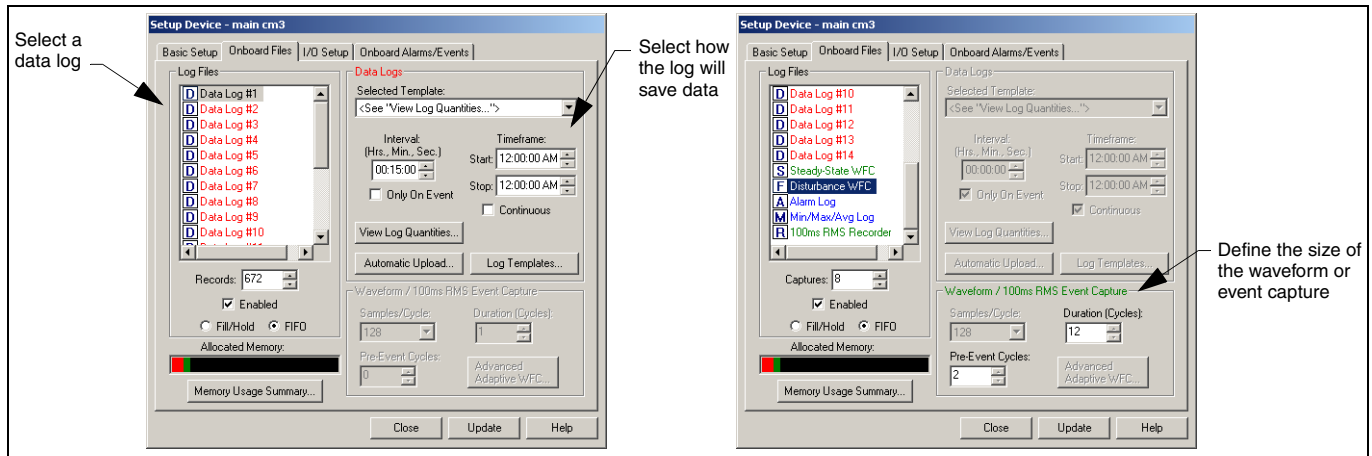 Select a
data log
Setup Device - main cm3
Basic Setup Onboard Files I/O Setup Onboard Alarms/Events
Log Files
D Data Log #1
D Data Log #2
D Data Log #3
D Data Log #4
D Data Log #5
D Data Log #6
D Data Log #7
D Data Log #8
D Data Log #9
D Data Log #10
Records: 672
Enabled
Fill/Hold FIFO
Allocated Memory:
Memory Usage Summary...
Data Logs
Selected Template:
<See "View Log Quantities...">
Interval:
(Hrs., Min., Sec.)
00:15:00
Only On Event
Timeframe:
Start: 12:00:00 AM
Stop: 12:00:00 AM
Continuous
View Log Quantities...
Automatic Upload... Log Templates...
Waveform / 100ms RMS Event Capture
Samples/Cycle:
128
Duration (Cycles):
1
Pre-Event Cycles:
0
Advanced
Adaptive WFC...
Close Update Help
Select how
the log will
save data
Setup Device - main cm3
Basic Setup Onboard Files I/O Setup Onboard Alarms/Events
Log Files
D Data Log #10
D Data Log #11
D Data Log #12
D Data Log #13
D Data Log #14
S Steady-State WFC
F Disturbance WFC
A Alarm Log
M Min/Max/Avg Log
R 100ms RMS Recorder
Captures: 8
Enabled
Fill/Hold FIFO
Allocated Memory:
Memory Usage Summary...
Data Logs
Selected Template:
<See "View Log Quantities...">
Interval:
(Hrs., Min., Sec.)
00:00:00
Only On Event
Timeframe:
Start: 12:00:00 AM
Stop: 12:00:00 AM
Continuous
View Log Quantities...
Automatic Upload... Log Templates...
Waveform / 100ms RMS Event Capture
Samples/Cycle:
128
Duration (Cycles):
12
Pre-Event Cycles:
2
Advanced
Adaptive WFC...
Close Update Help
Define the size of
the waveform or
event capture